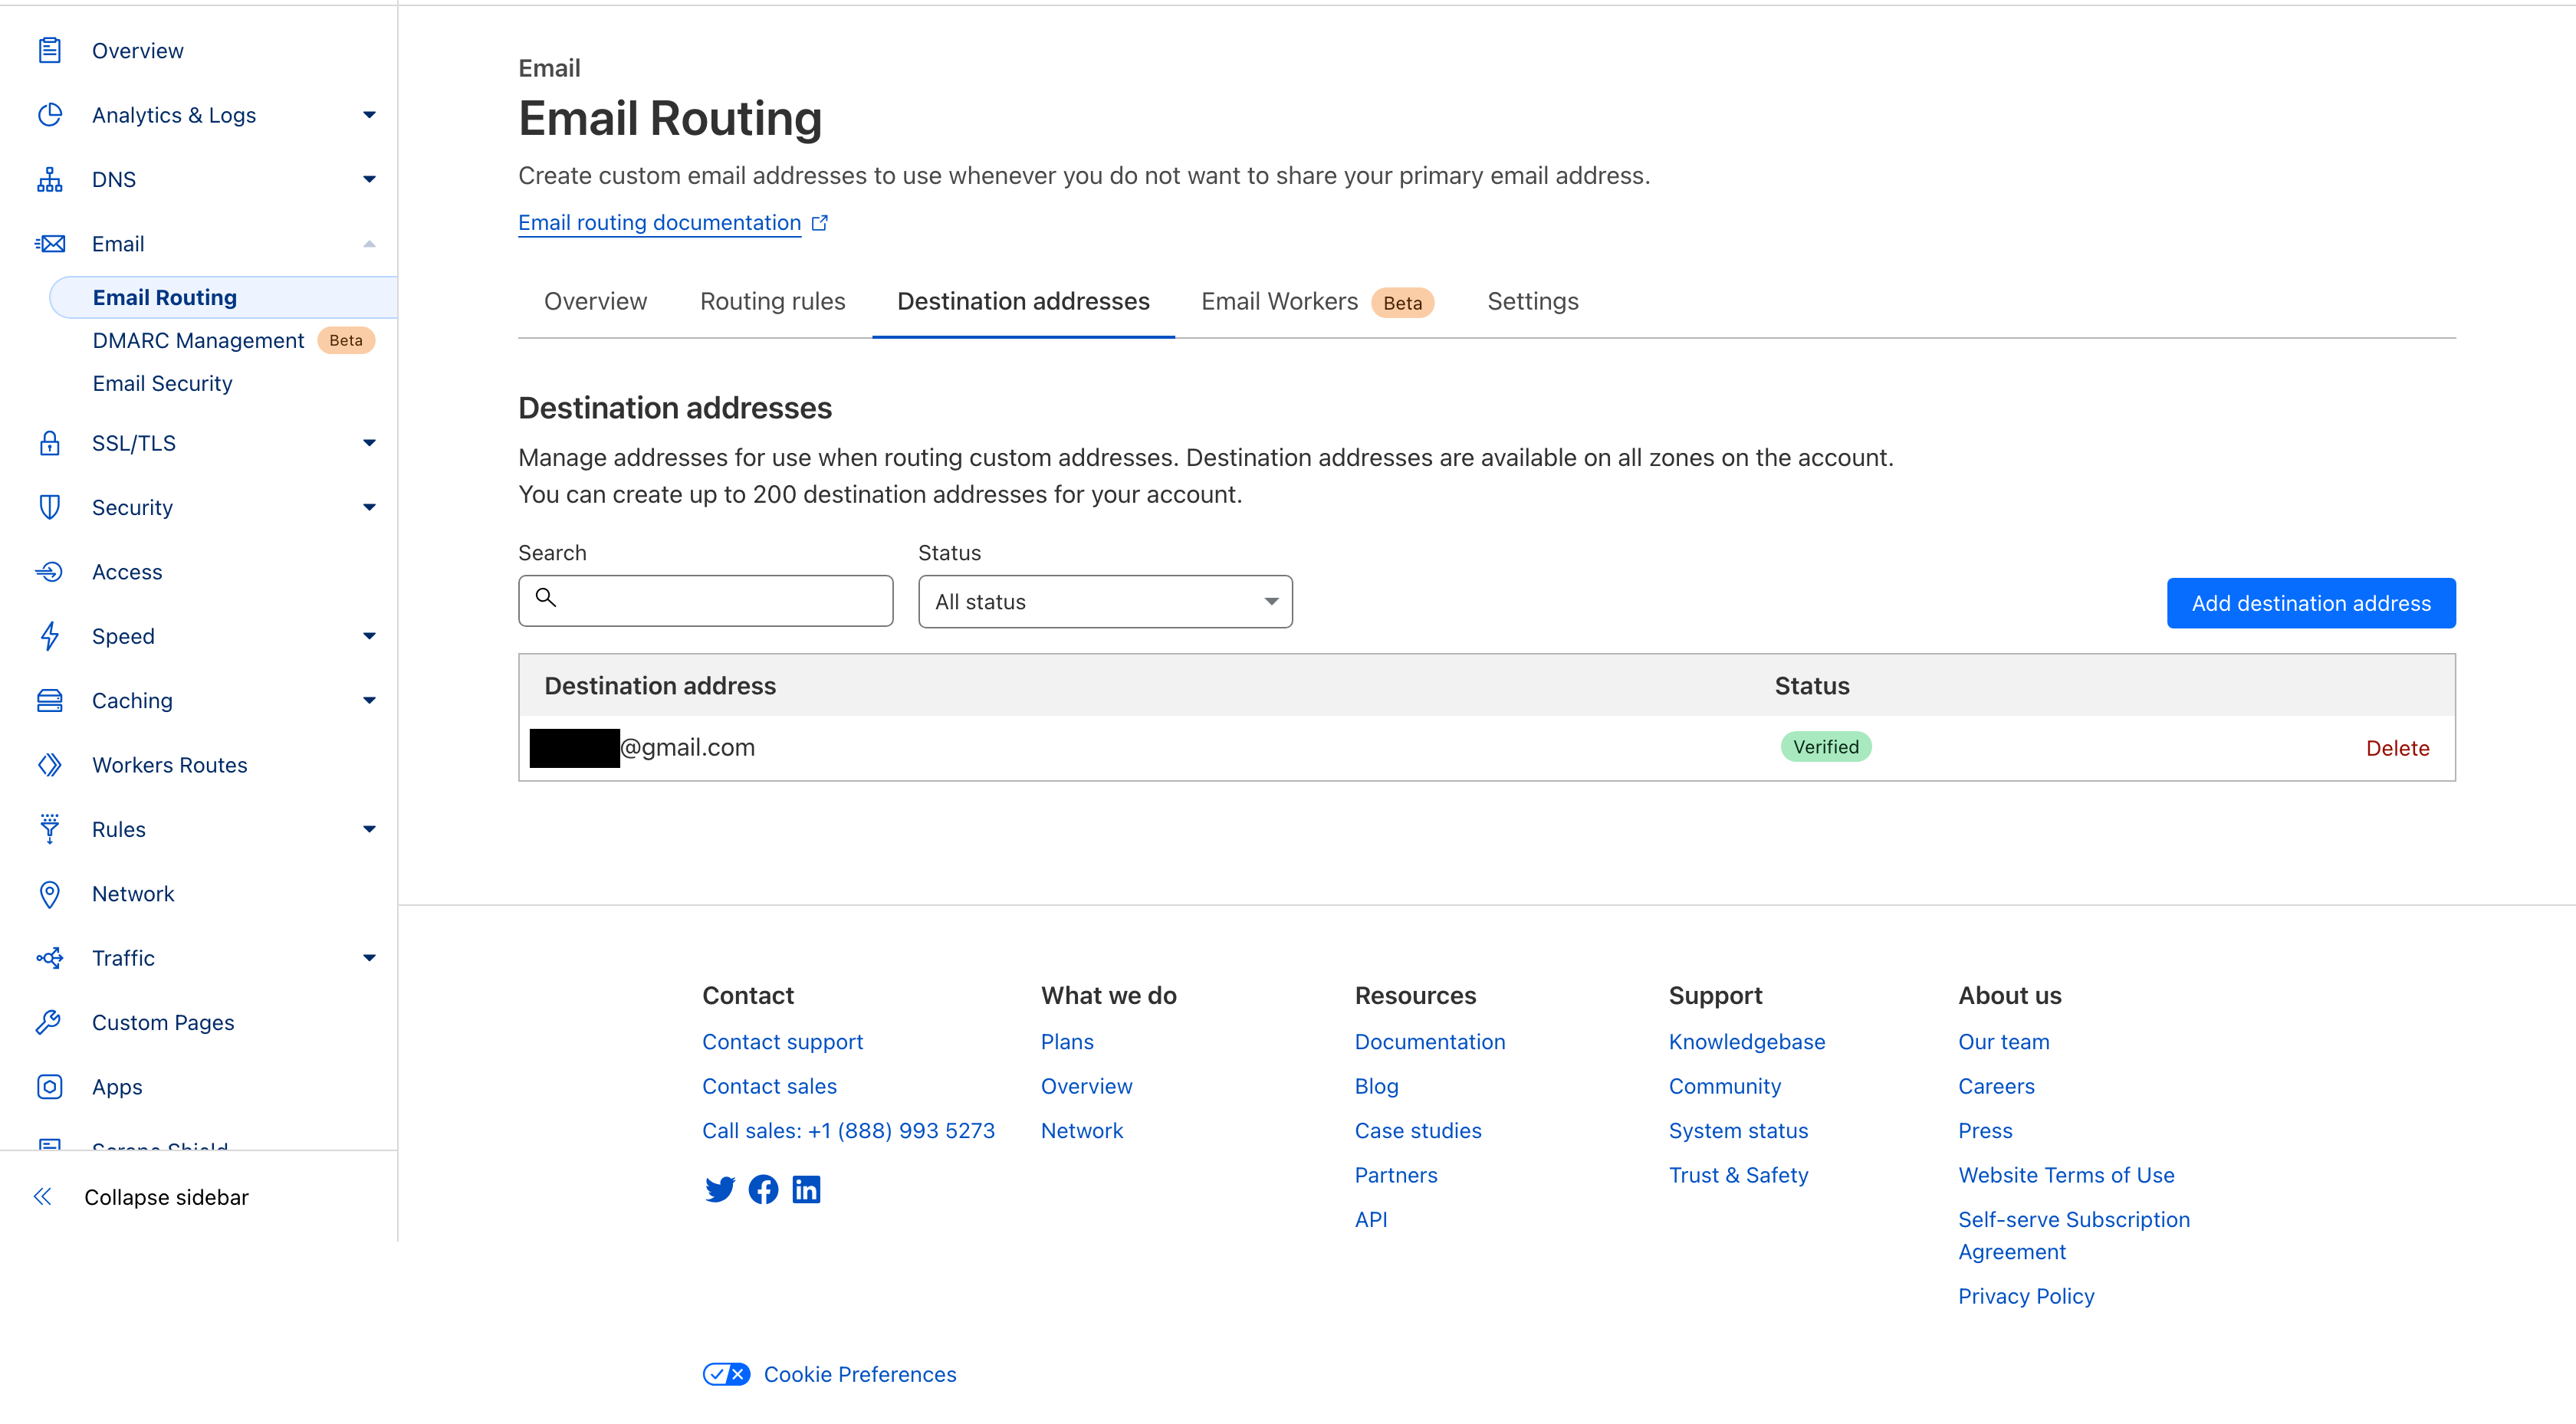 Overview
Analytics & Logs
DNS
Email
Email Routing
DMARC Management Beta
Email Security
SSL/TLS
Security
Access
Speed
Caching
Workers Routes
Rules
Network
Traffic
Custom Pages
Apps
Scrape Shield
Collapse sidebar
Email
Email Routing
Create custom email addresses to use whenever you do not want to share your primary email address.
Email routing documentation
Overview Routing rules Destination addresses Email Workers Beta Settings
Destination addresses
Manage addresses for use when routing custom addresses. Destination addresses are available on all zones on the account.
You can create up to 200 destination addresses for your account.
Search Status
All status
Add destination address
Destination address Status
@gmail.com Verified Delete
Contact
Contact support
Contact sales
Call sales: +1 (888) 993 5273
What we do
Plans
Overview
Network
Resources
Documentation
Blog
Case studies
Partners
API
Support
Knowledgebase
Community
System status
Trust & Safety
About us
Our team
Careers
Press
Website Terms of Use
Self-serve Subscription
Agreement
Privacy Policy
Cookie Preferences